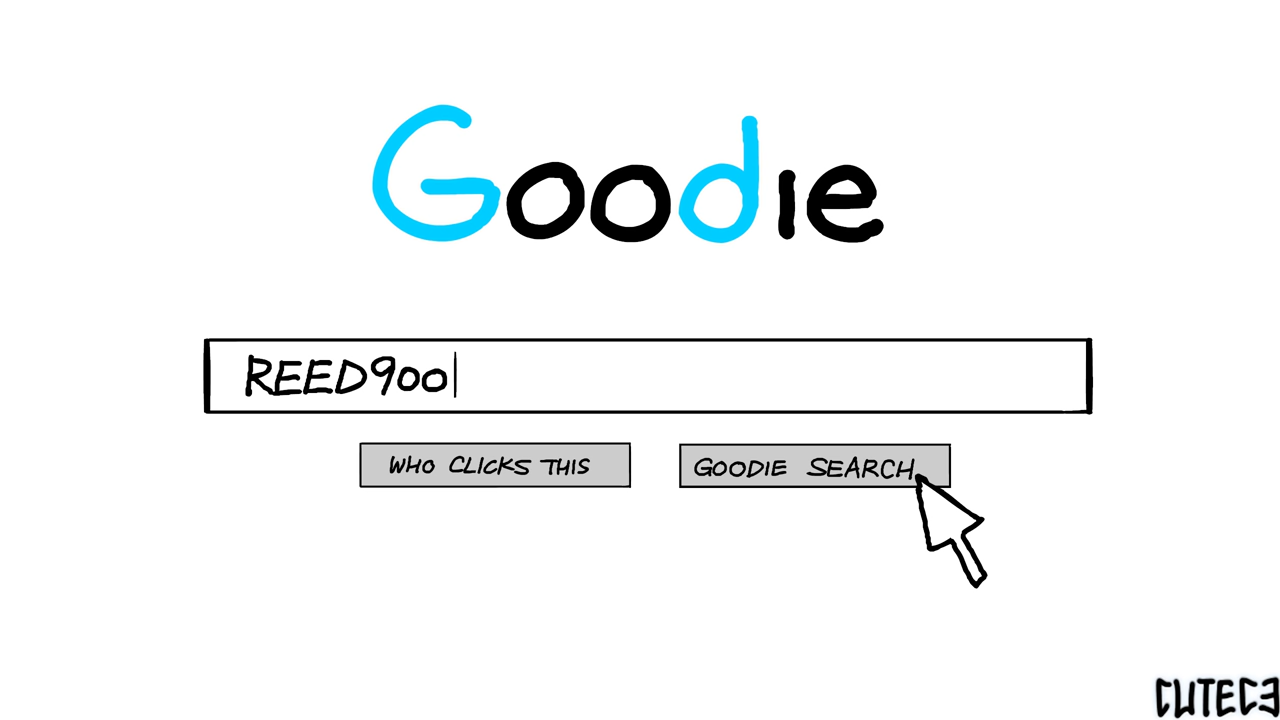 Goodie
REED900
WHO CLICKS THIS
GOODIE SEARCH
CUTEC3